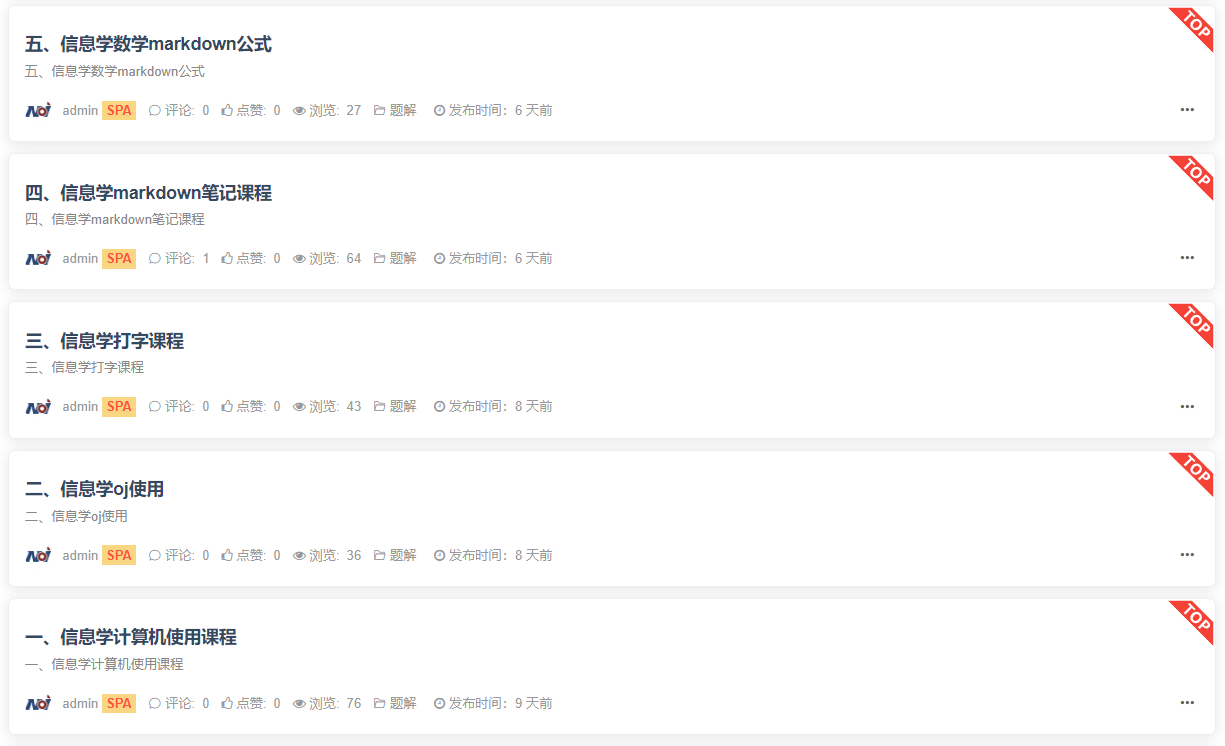 TOP
五、信息学数学markdown公式
五、信息学数学markdown公式
NOI admin SPA 评论: 0 点赞: 0 浏览: 27 题解 发布时间: 6 天前 •••
TOP
四、信息学markdown笔记课程
四、信息学markdown笔记课程
NOI admin SPA 评论: 1 点赞: 0 浏览: 64 题解 发布时间: 6 天前 •••
TOP
三、信息学打字课程
三、信息学打字课程
NOI admin SPA 评论: 0 点赞: 0 浏览: 43 题解 发布时间: 8 天前 •••
TOP
二、信息学oj使用
二、信息学oj使用
NOI admin SPA 评论: 0 点赞: 0 浏览: 36 题解 发布时间: 8 天前 •••
TOP
一、信息学计算机使用课程
一、信息学计算机使用课程
NOI admin SPA 评论: 0 点赞: 0 浏览: 76 题解 发布时间: 9 天前 •••